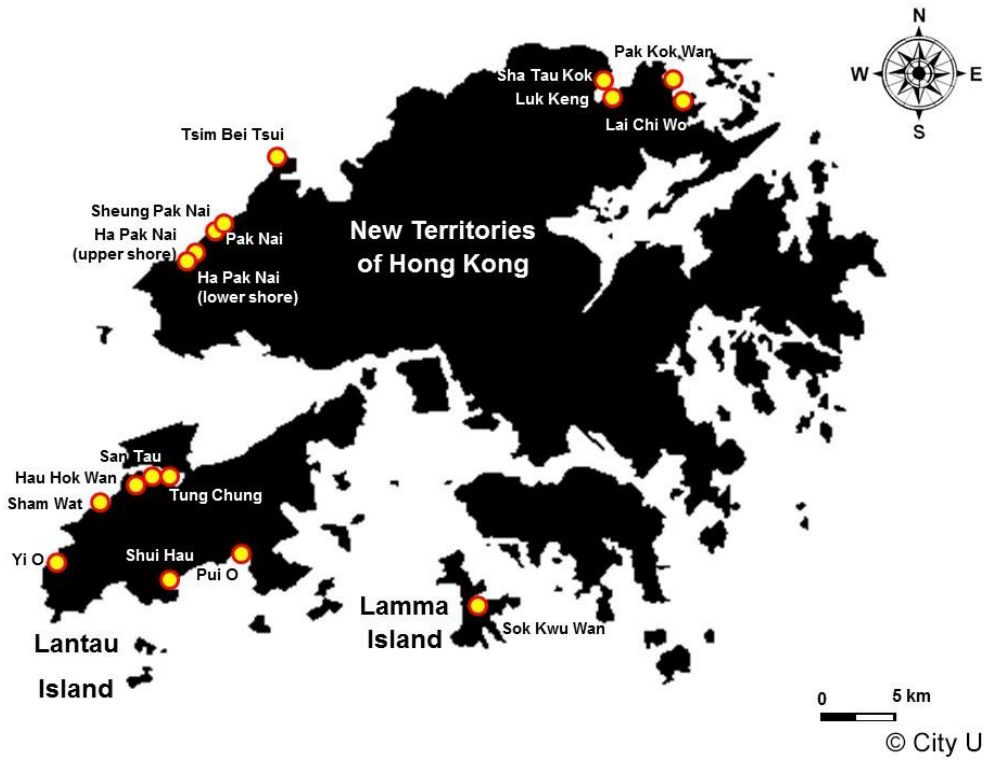 N
W
E
S
Pak Kok Wan
Sha Tau Kok
Luk Keng
Lai Chi Wo
Tsim Bei Tsui
Sheung Pak Nai
Pak Nai
Ha Pak Nai
(upper shore)
Ha Pak Nai
(lower shore)
New Territories
of Hong Kong
San Tau
Hau Hok Wan
Tung Chung
Sham Wat
Yi O
Shui Hau
Pui O
Lantau
Island
Lamma
Island
Sok Kwu Wan
0 5 km
© City U